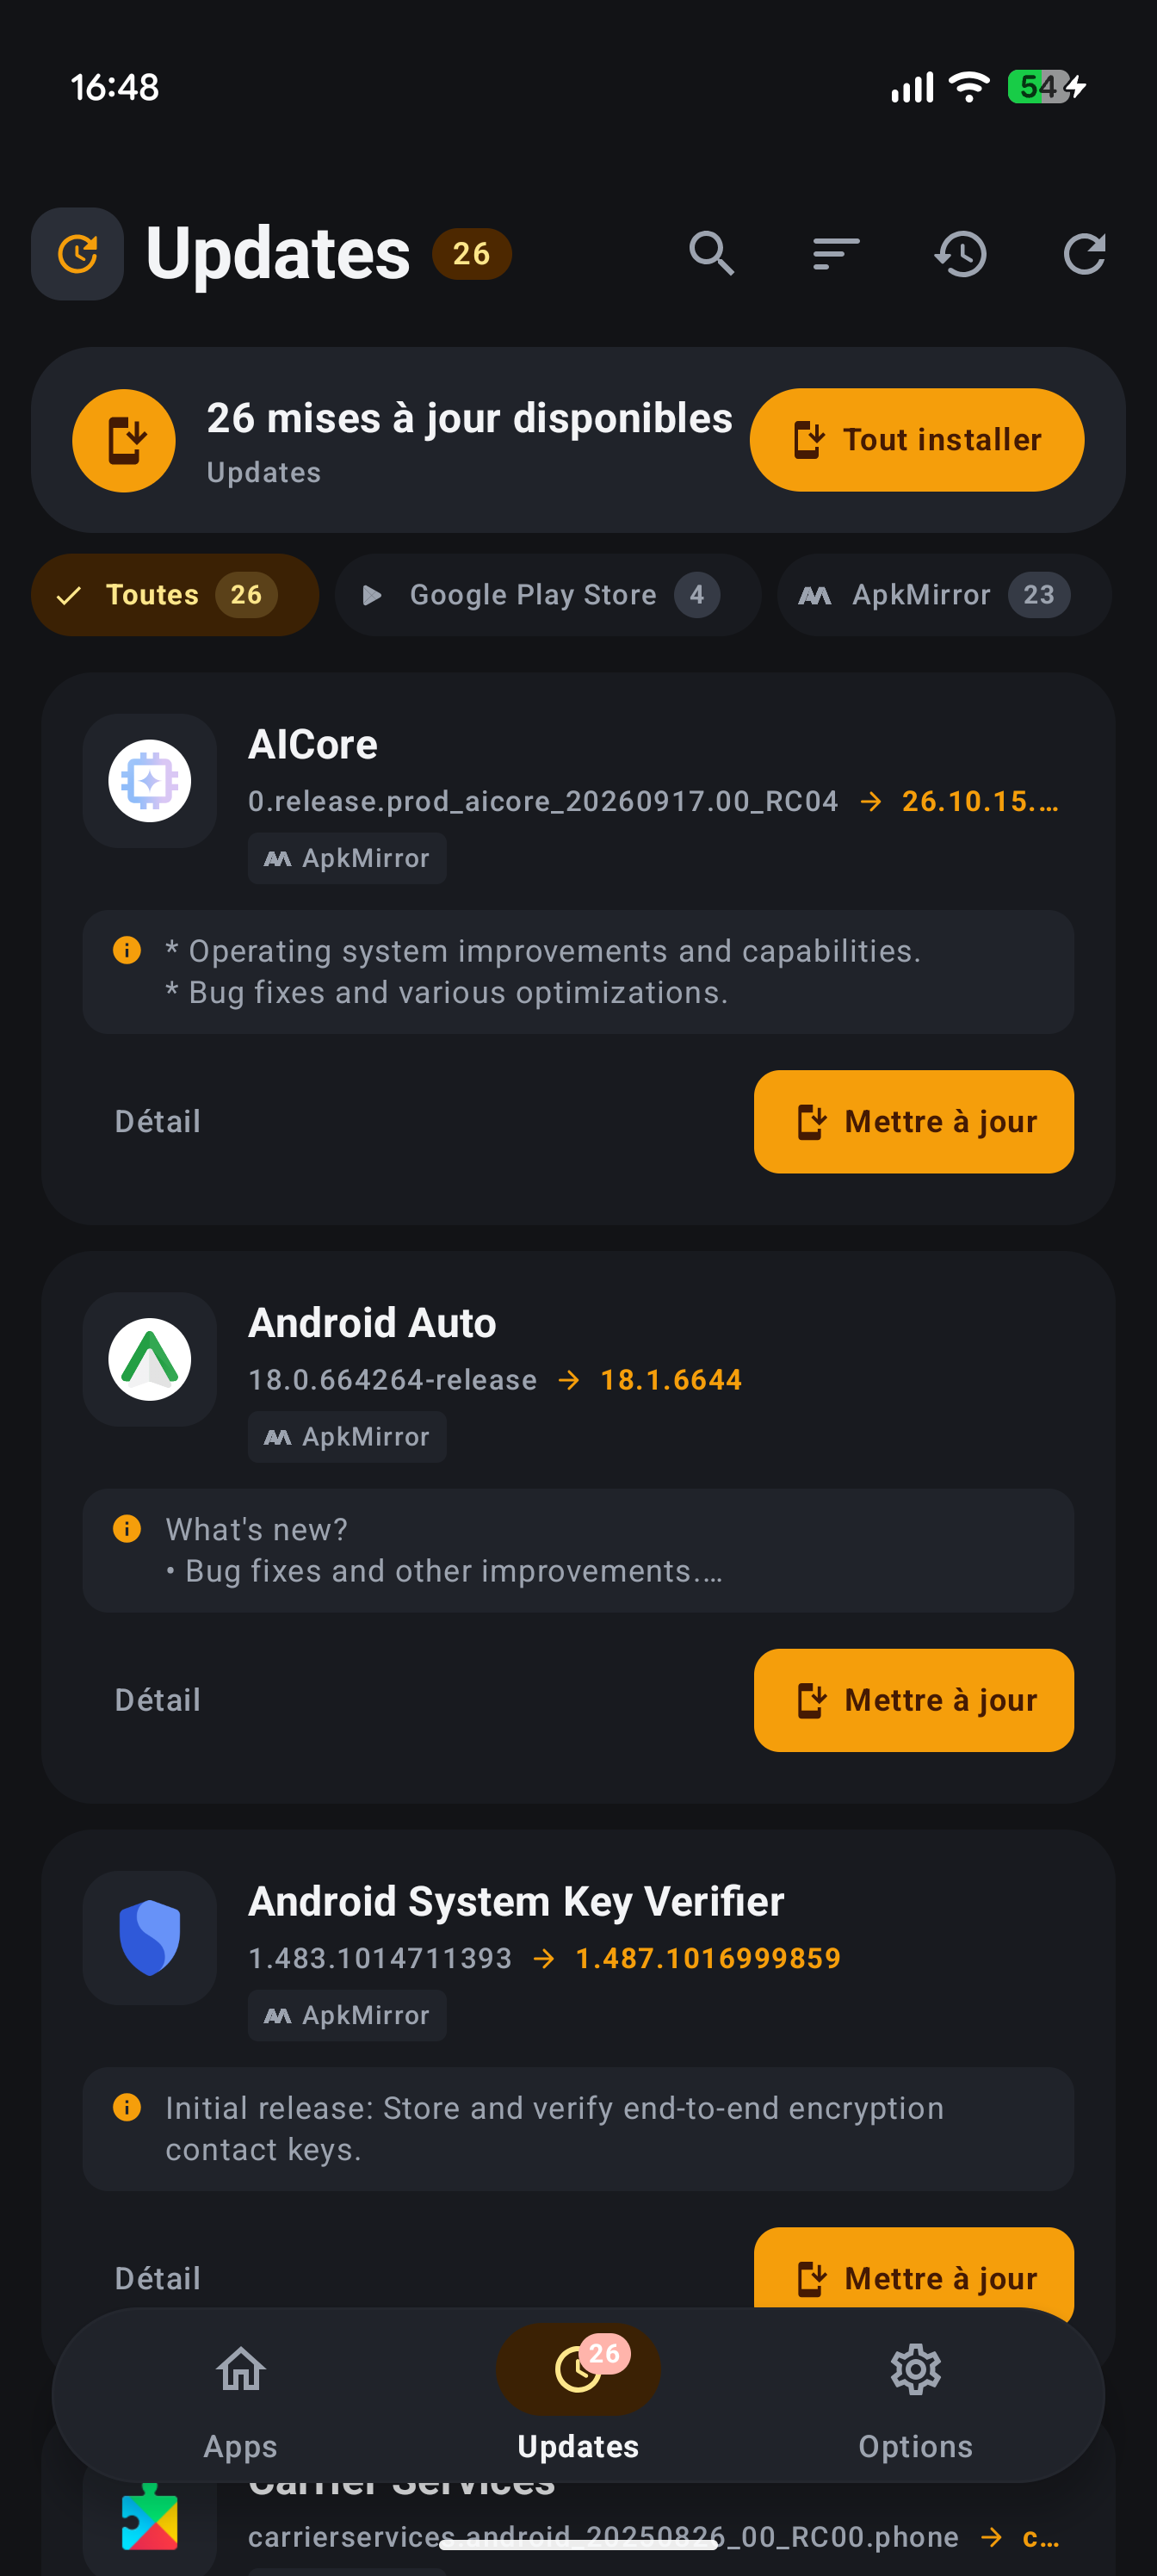 16:48
54
Updates 26
26 mises à jour disponibles
Updates
Tout installer
Toutes 26
Google Play Store 4
ApkMirror 23
AICore
0.release.prod_aicore_20260917.00_RC04 → 26.10.15.…
ApkMirror
* Operating system improvements and capabilities.
* Bug fixes and various optimizations.
Détail
Mettre à jour
Android Auto
18.0.664264-release → 18.1.6644
ApkMirror
What's new?
• Bug fixes and other improvements.…
Détail
Mettre à jour
Android System Key Verifier
1.483.1014711393 → 1.487.1016999859
ApkMirror
Initial release: Store and verify end-to-end encryption
contact keys.
Détail
Mettre à jour
26
Apps
Updates
Options
Carrier Services
carrierservices.android_20250826_00_RC00.phone → c…